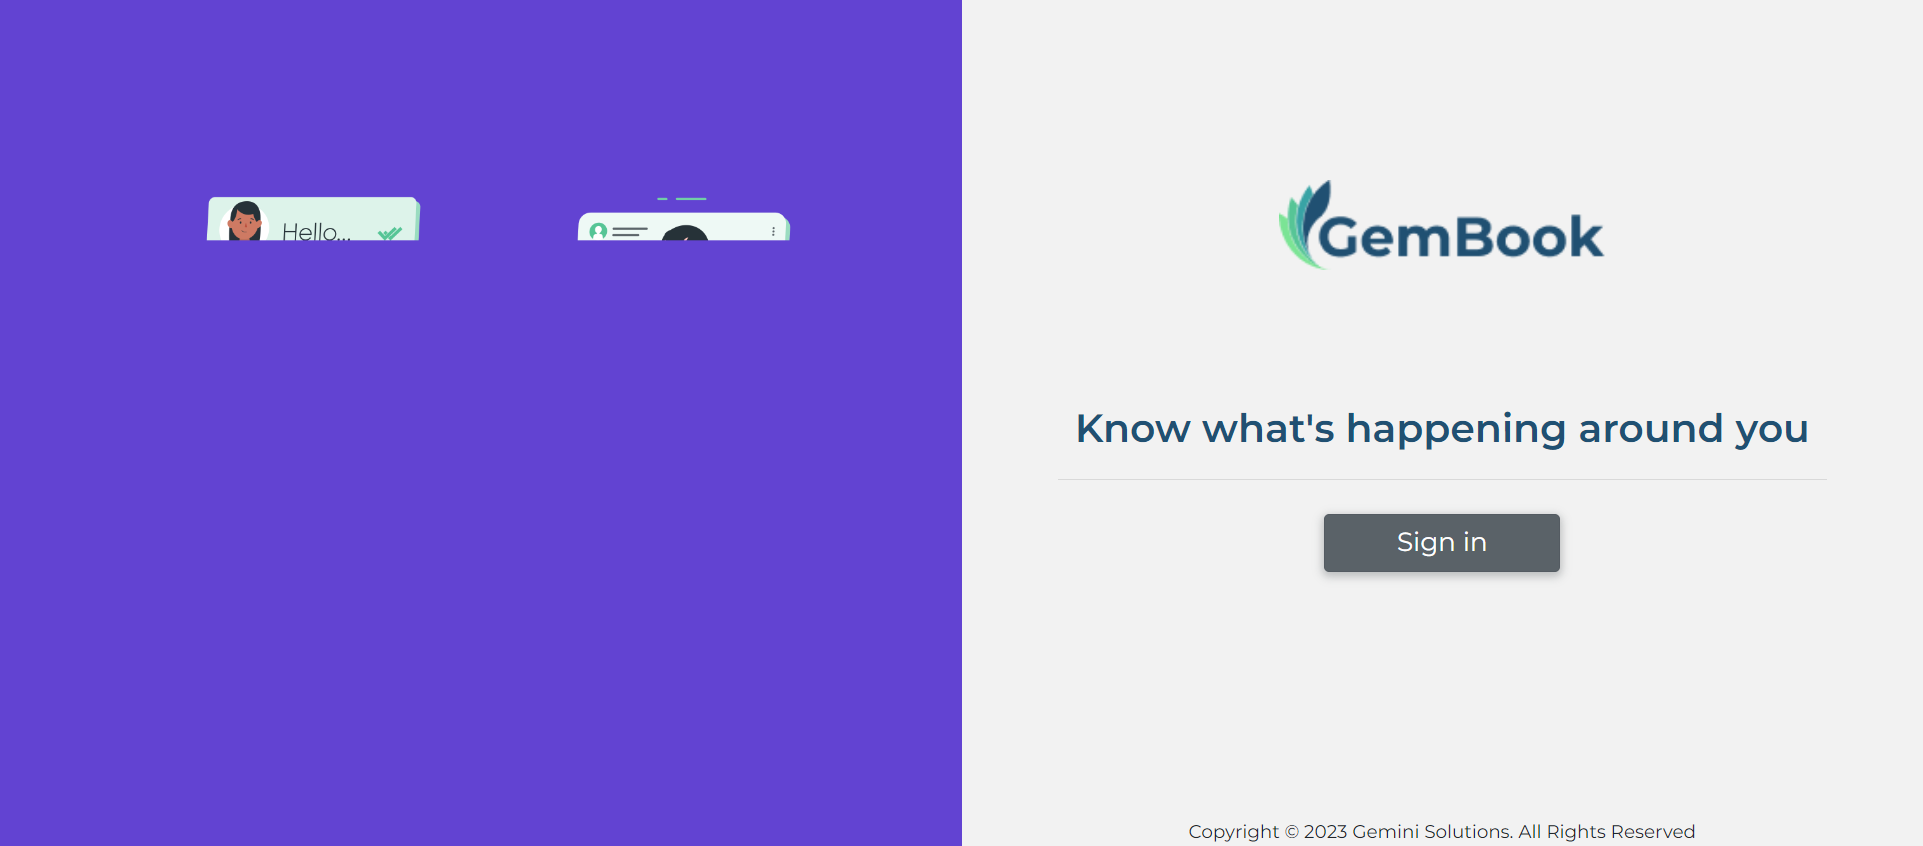 Hello...
GemBook
Know what's happening around you
Sign in
Copyright © 2023 Gemini Solutions. All Rights Reserved